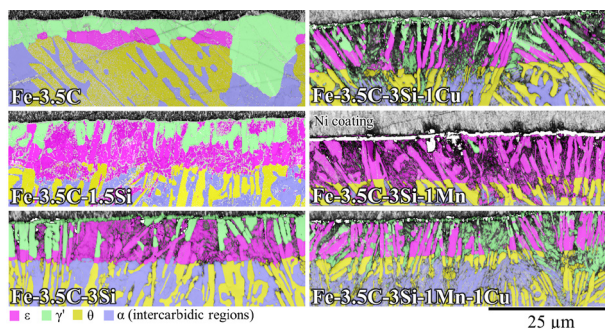 Fe-3.5C
Fe-3.5C-3Si-1Cu
Fe-3.5C-1.5Si
Ni coating
Fe-3.5C-3Si-1Mn
Fe-3.5C-3Si
Fe-3.5C-3Si-1Mn-1Cu
ε γ' θ α (intercarbidic regions)
25 µm